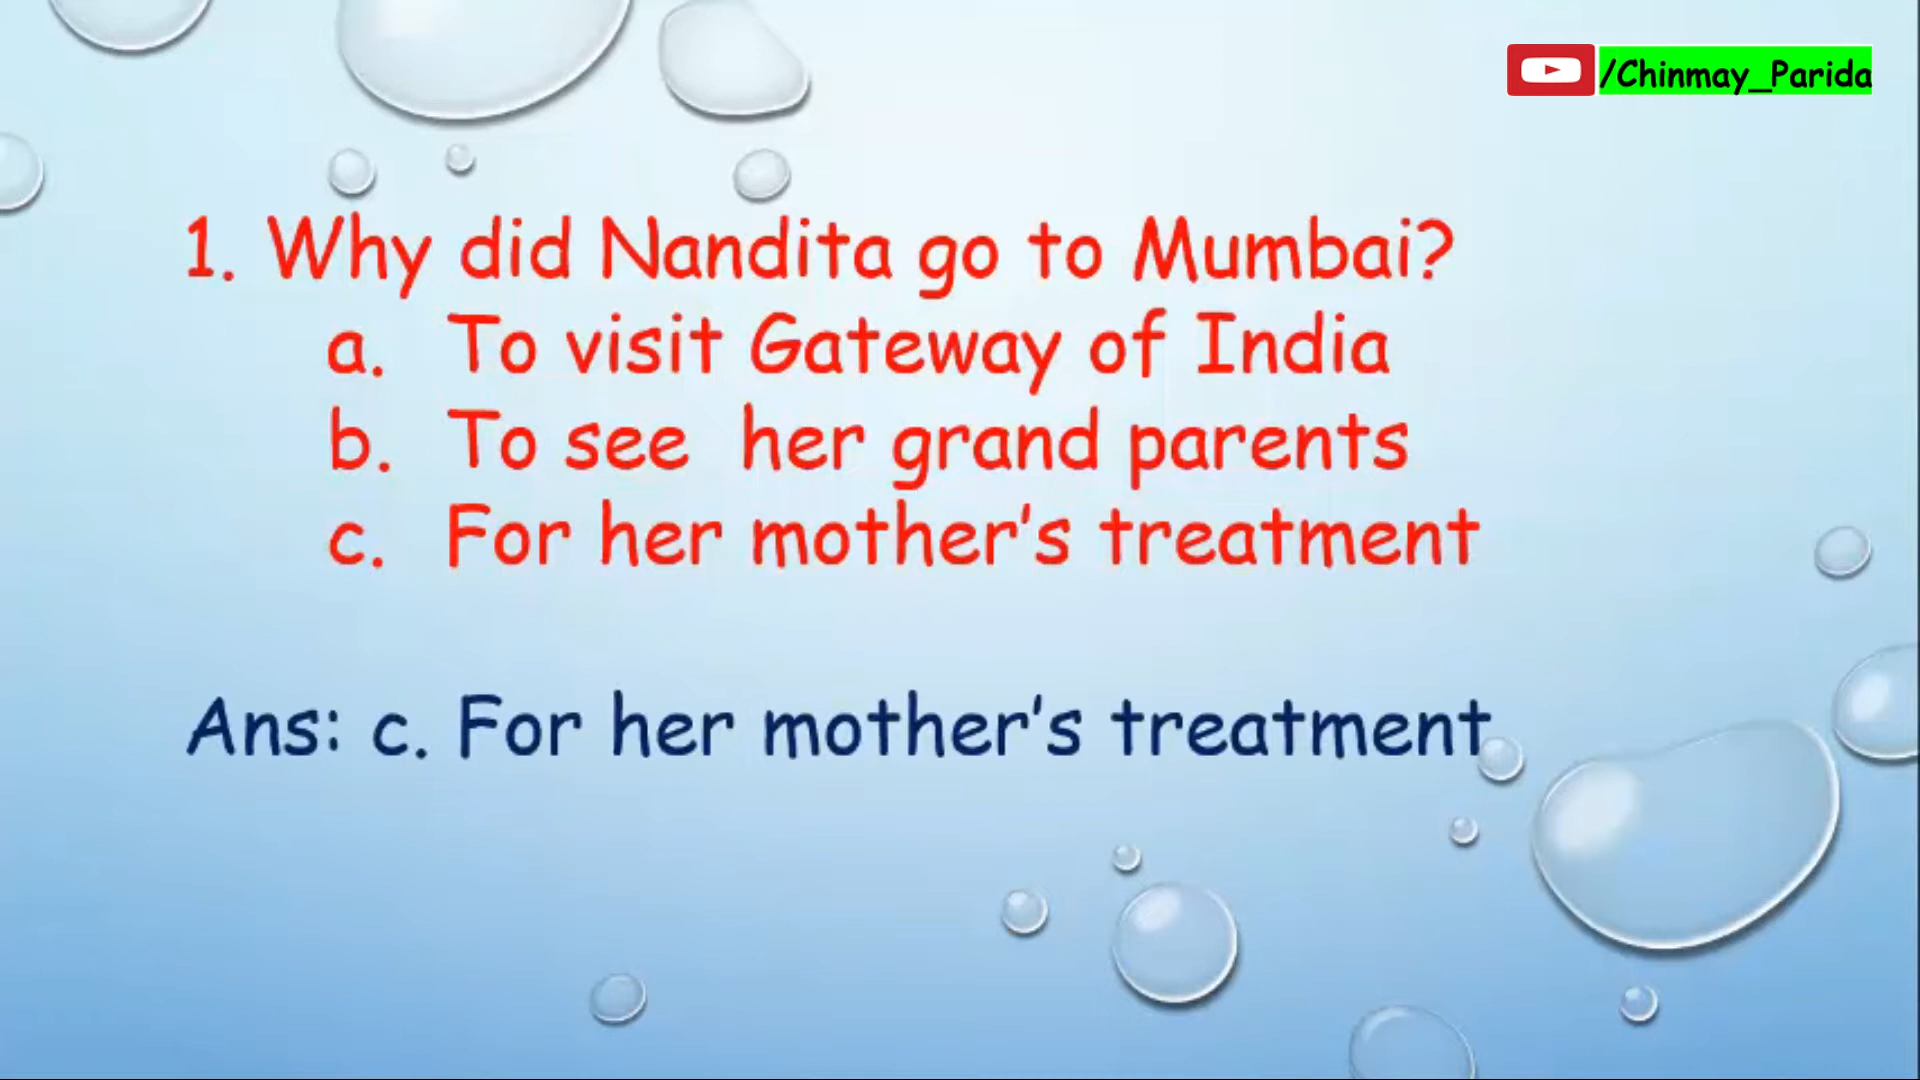 /Chinmay_Parida
1. Why did Nandita go to Mumbai?
a. To visit Gateway of India
b. To see her grand parents
c. For her mother's treatment
Ans: c. For her mother's treatment